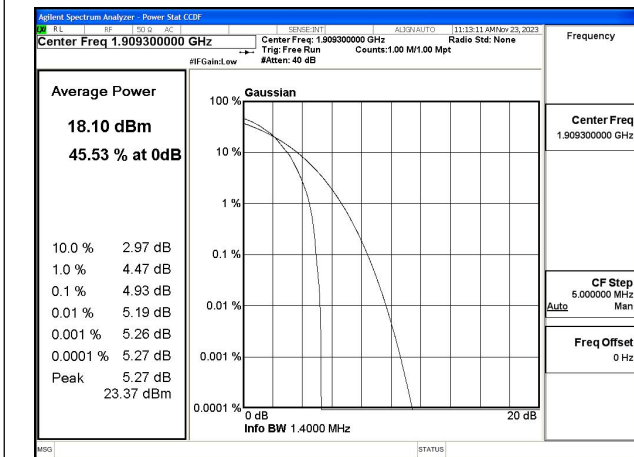 Agilent Spectrum Analyzer - Power Stat CCDF
RL RF 50 Ω AC SENSE:INT ALIGN AUTO 11:13:11 AM Nov 23, 2023
Center Freq 1.909300000 GHz
Center Freq: 1.909300000 GHz Radio Std: None
Trig: Free Run Counts:1.00 M/1.00 Mpt
#IFGain:Low #Atten: 40 dB
Frequency
Average Power
18.10 dBm
45.53 % at 0dB
10.0 % 2.97 dB
1.0 % 4.47 dB
0.1 % 4.93 dB
0.01 % 5.19 dB
0.001 % 5.26 dB
0.0001 % 5.27 dB
Peak 5.27 dB
23.37 dBm
Gaussian
100 %
10 %
1 %
0.1 %
0.01 %
0.001 %
0.0001 %
0 dB 20 dB
Info BW 1.4000 MHz
Center Freq
1.909300000 GHz
CF Step
5.000000 MHz
Auto Man
Freq Offset
0 Hz
MSG STATUS